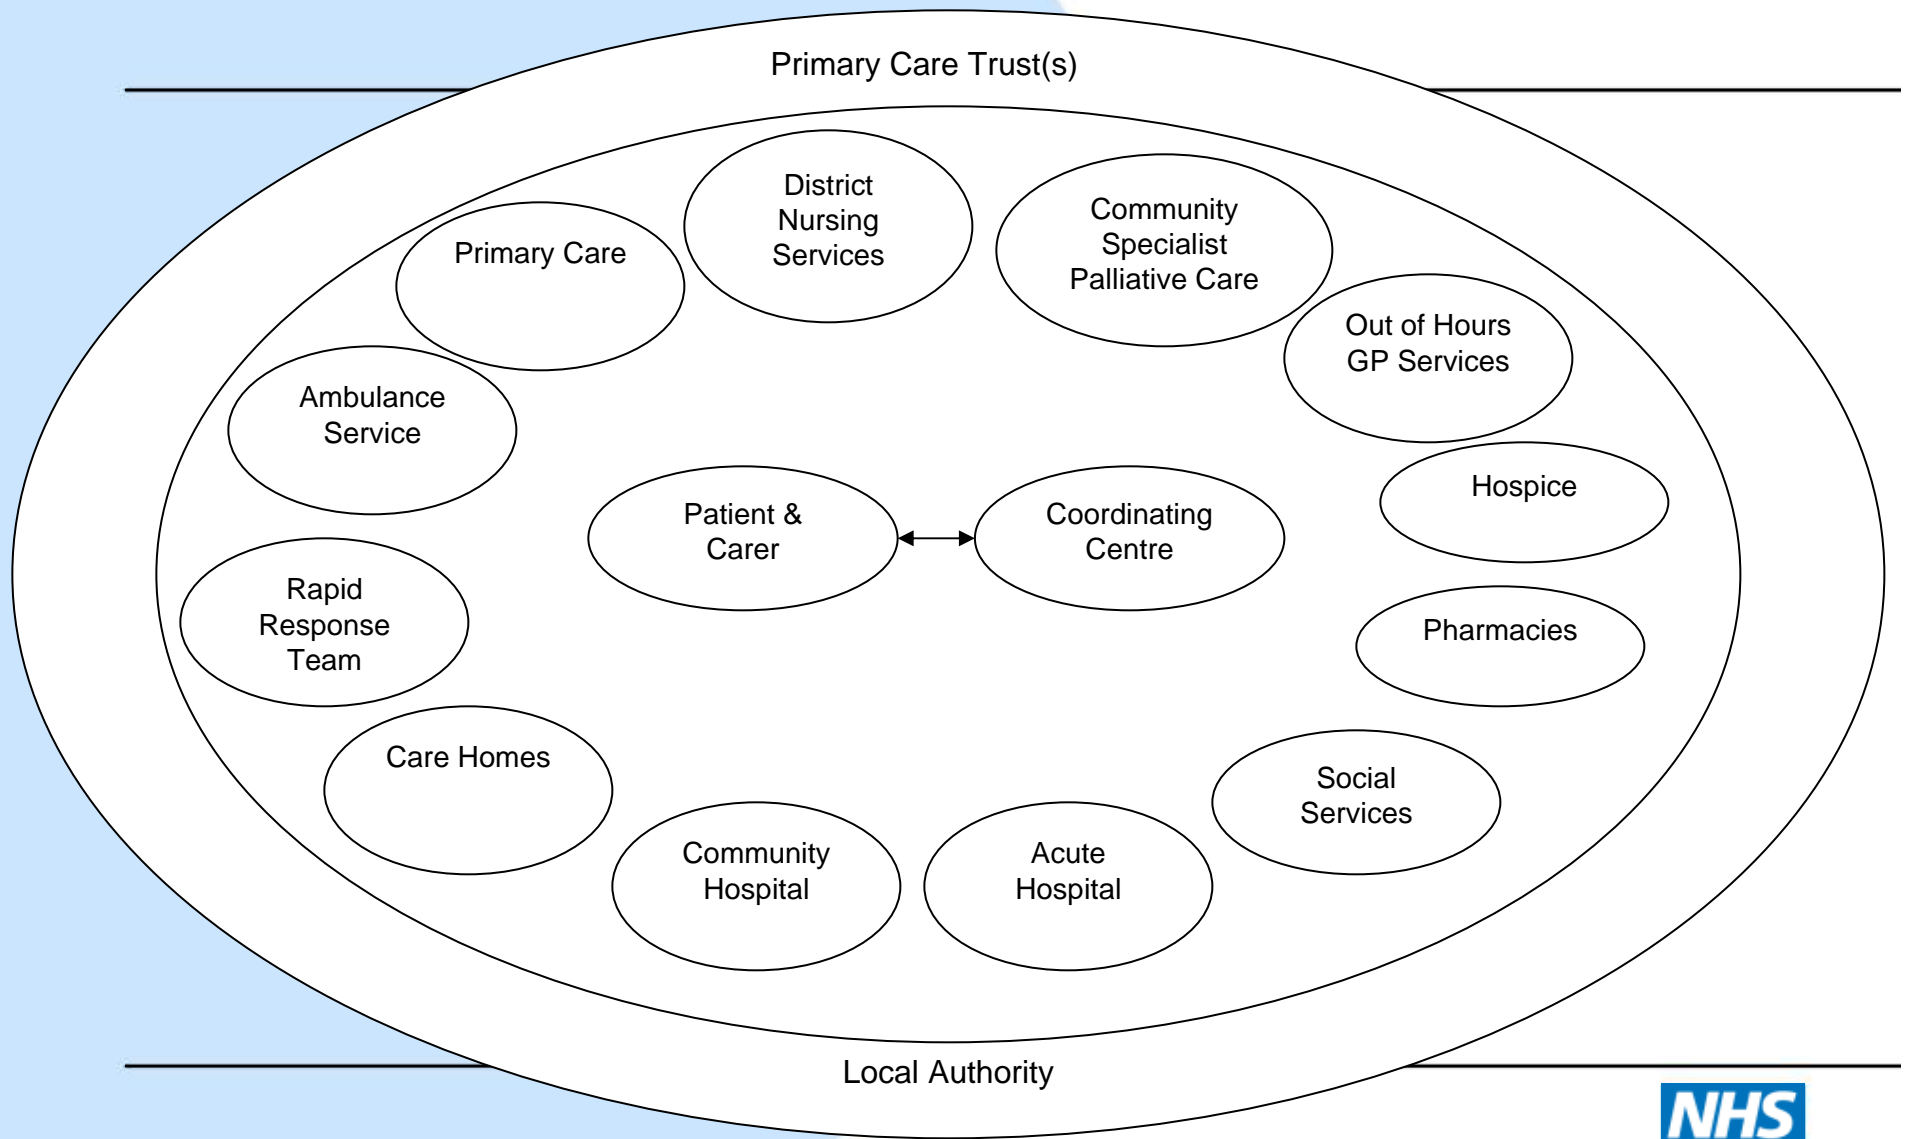 Primary Care Trust(s)
District
Nursing
Services
Community
Specialist
Palliative Care
Primary Care
Out of Hours
GP Services
Ambulance
Service
Hospice
Patient &
Carer
Coordinating
Centre
Rapid
Response
Team
Pharmacies
Care Homes
Social
Services
Community
Hospital
Acute
Hospital
Local Authority
NHS